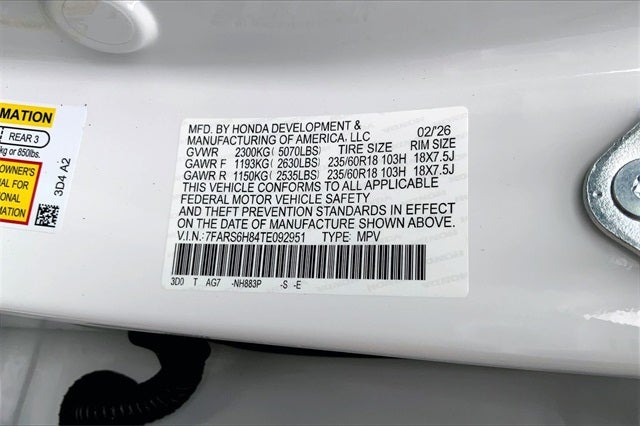 MATION
REAR 3
kg or 850lbs.
OWNER'S
UAL FOR
TIONAL
ATION
3D4 A2
MFD. BY HONDA DEVELOPMENT &
MANUFACTURING OF AMERICA, LLC 02/'26
GVWR 2300KG ( 5070LBS) TIRE SIZE RIM SIZE
GAWR F 1193KG ( 2630LBS) 235/60R18 103H 18X7.5J
GAWR R 1150KG ( 2535LBS) 235/60R18 103H 18X7.5J
THIS VEHICLE CONFORMS TO ALL APPLICABLE
FEDERAL MOTOR VEHICLE SAFETY
AND THEFT PREVENTION STANDARDS IN EFFECT
ON THE DATE OF MANUFACTURE SHOWN ABOVE.
V.I.N.: 7FARS6H84TE092951 TYPE: MPV
3D0 T AG7 -NH883P -S -E